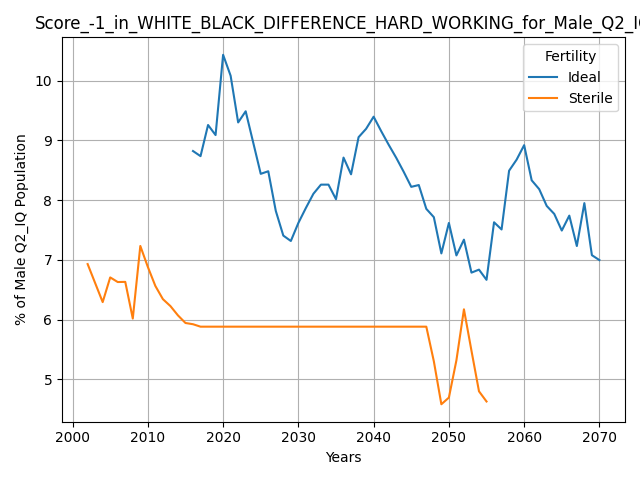 Score_-1_in_WHITE_BLACK_DIFFERENCE_HARD_WORKING_for_Male_Q2_IQ
Fertility
Ideal
Sterile
% of Male Q2_IQ Population
10
9
8
7
6
5
2000 2010 2020 2030 2040 2050 2060 2070
Years